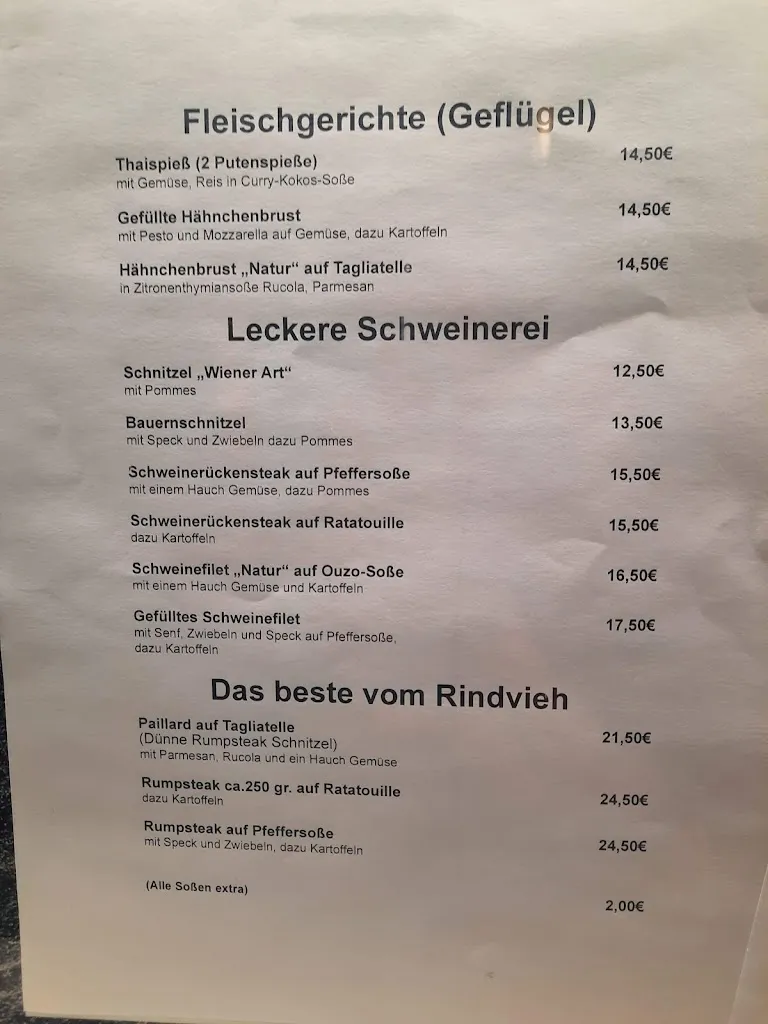 Fleischgerichte (Geflügel)
Thaispieß (2 Putenspieße) 14,50€
mit Gemüse, Reis in Curry-Kokos-Soße
Gefüllte Hähnchenbrust 14,50€
mit Pesto und Mozzarella auf Gemüse, dazu Kartoffeln
Hähnchenbrust „Natur“ auf Tagliatelle 14,50€
in Zitronenthymiansoße Rucola, Parmesan
Leckere Schweinerei
Schnitzel „Wiener Art“ 12,50€
mit Pommes
Bauernschnitzel 13,50€
mit Speck und Zwiebeln dazu Pommes
Schweinerückensteak auf Pfeffersoße 15,50€
mit einem Hauch Gemüse, dazu Pommes
Schweinerückensteak auf Ratatouille 15,50€
dazu Kartoffeln
Schweinefilet „Natur“ auf Ouzo-Soße 16,50€
mit einem Hauch Gemüse und Kartoffeln
Gefülltes Schweinefilet 17,50€
mit Senf, Zwiebeln und Speck auf Pfeffersoße,
dazu Kartoffeln
Das beste vom Rindvieh
Paillard auf Tagliatelle
(Dünne Rumpsteak Schnitzel) 21,50€
mit Parmesan, Rucola und ein Hauch Gemüse
Rumpsteak ca.250 gr. auf Ratatouille
dazu Kartoffeln 24,50€
Rumpsteak auf Pfeffersoße
mit Speck und Zwiebeln, dazu Kartoffeln 24,50€
(Alle Soßen extra)
2,00€